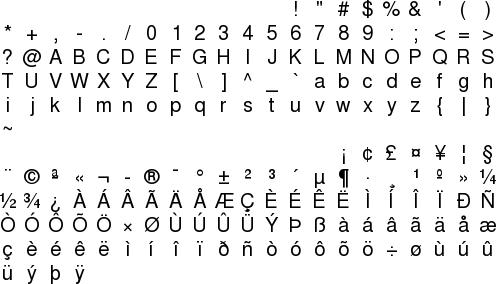 ! " # $ % & ' ( )
* + , - . / 0 1 2 3 4 5 6 7 8 9 : ; < = >
? @ A B C D E F G H I J K L M N O P Q R S
T U V W X Y Z [ \ ] ^ _ ` a b c d e f g h
i j k l m n o p q r s t u v w x y z { | }
~
¡ ¢ £ ¤ ¥ ¦ §
¨ © ª « ¬ - ® ¯ ° ± ² ³ ´ µ ¶ · ¸ ¹ º » ¼
½ ¾ ¿ À Á Â Ã Ä Å Æ Ç È É Ê Ë Ì Í Î Ï Ð Ñ
Ò Ó Ô Õ Ö × Ø Ù Ú Û Ü Ý Þ ß à á â ã ä å æ
ç è é ê ë ì í î ï ð ñ ò ó ô õ ö ÷ ø ù ú û
ü ý þ ÿ